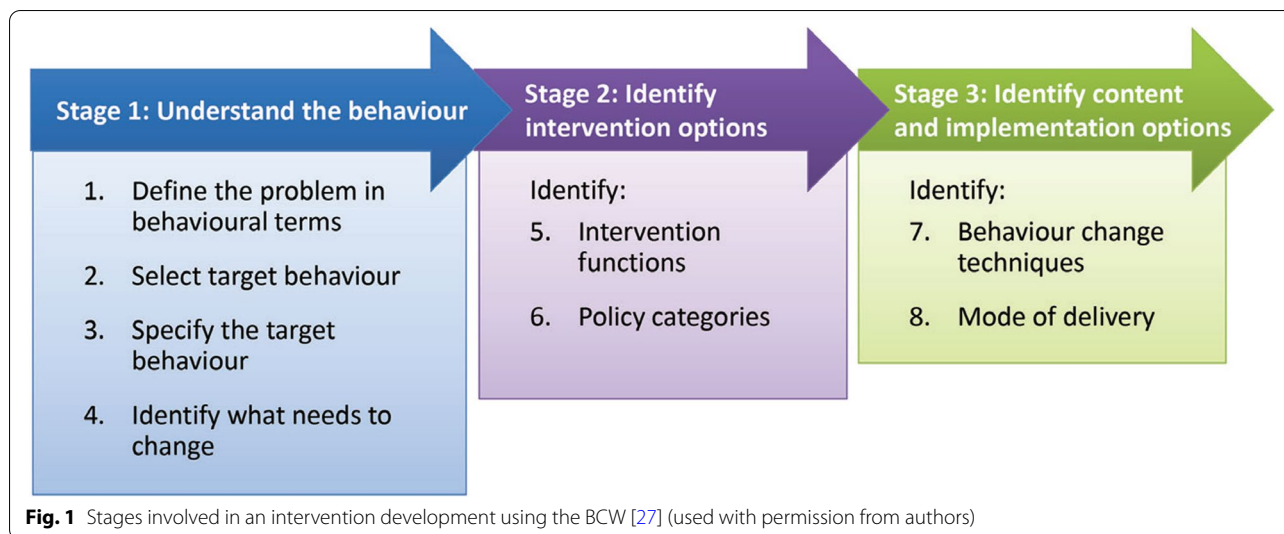 Stage 1: Understand the behaviour
1. Define the problem in
behavioural terms
2. Select target behaviour
3. Specify the target
behaviour
4. Identify what needs to
change
Stage 2: Identify
intervention options
Identify:
5. Intervention
functions
6. Policy categories
Stage 3: Identify content
and implementation options
Identify:
7. Behaviour change
techniques
8. Mode of delivery
Fig. 1 Stages involved in an intervention development using the BCW [27] (used with permission from authors)